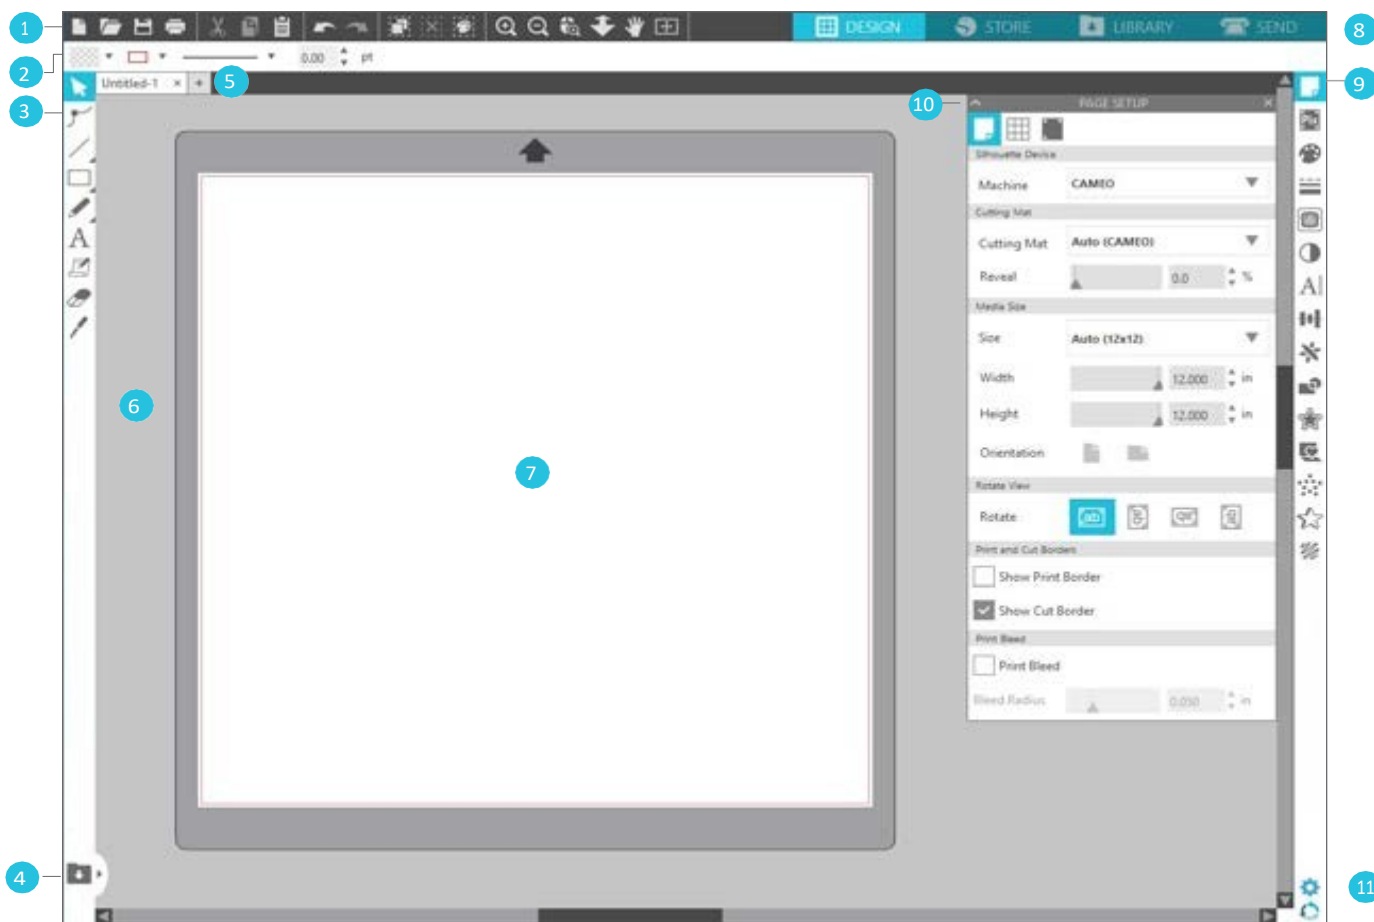 1
DESIGN
STORE
LIBRARY
SEND
8
2
0.00
pt
Untitled-1 × +
5
9
3
10
PAGE SETUP
Silhouette Device
Machine
CAMEO
Cutting Mat
Cutting Mat
Auto (CAMEO)
Reveal
0.0
%
Media Size
Size
Auto (12x12)
Width
12.000
in
Height
12.000
in
Orientation
Rotate View
Rotate
Print and Cut Borders
Show Print Border
Show Cut Border
Print Bleed
Print Bleed
Bleed Radius
0.050
in
6
7
4
11